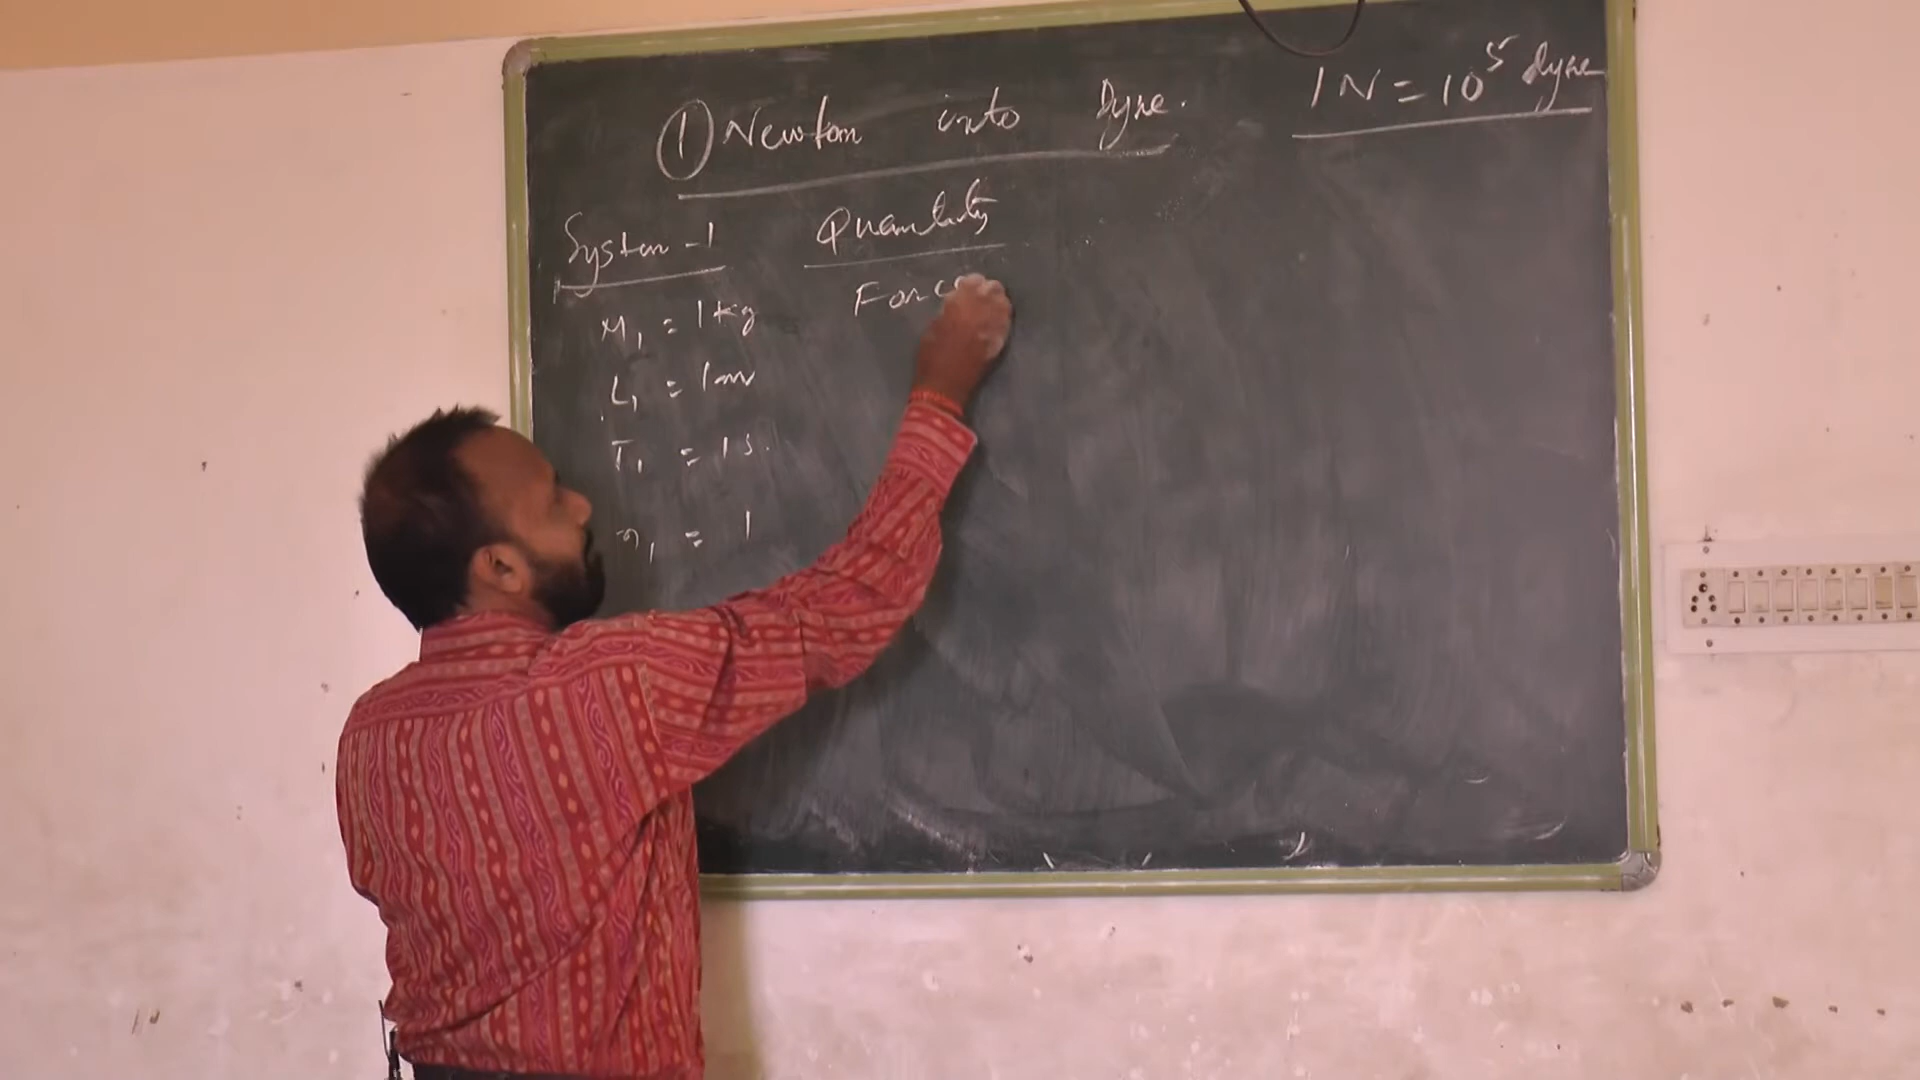 ① Newton into Dyne.
1N = 10⁵ dyne
System-1
Quantity
M₁ = 1kg
Force
L₁ = 1m
T₁ = 1s.
n₁ = 1